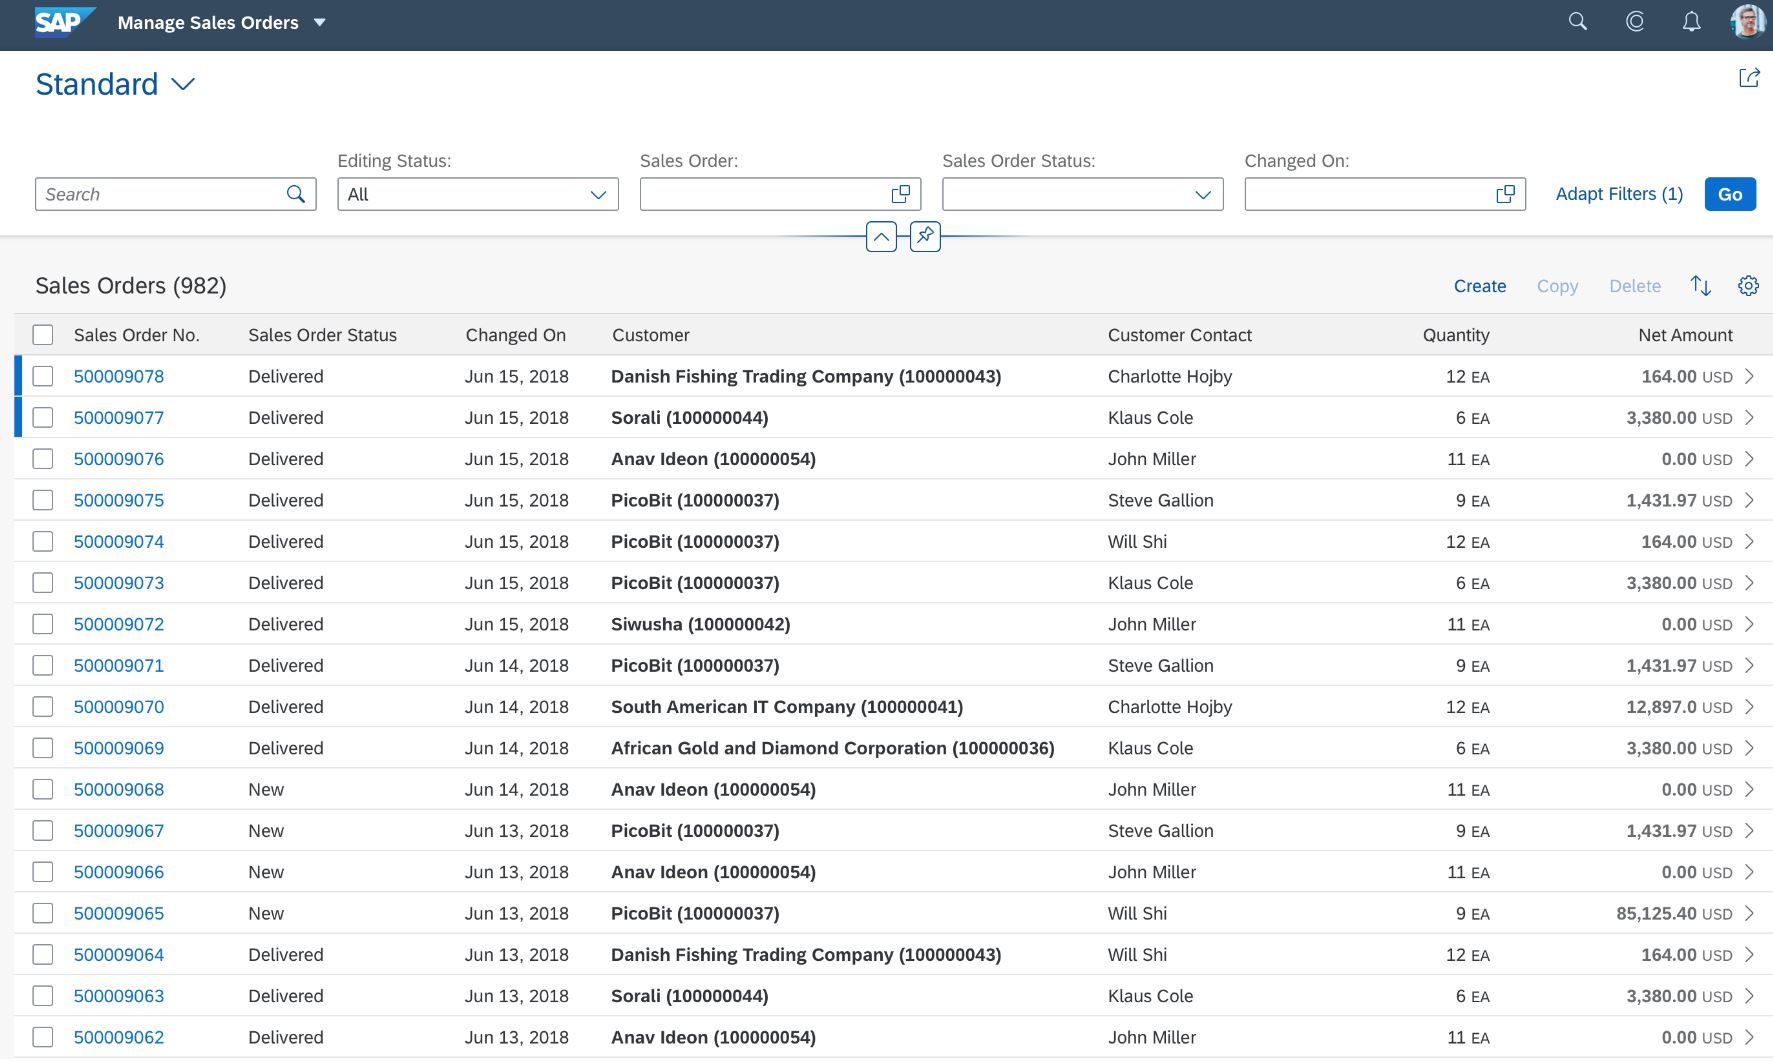 SAP Manage Sales Orders
Standard
Editing Status: Sales Order: Sales Order Status: Changed On:
Search All Adapt Filters (1) Go
Sales Orders (982) Create Copy Delete
Sales Order No. Sales Order Status Changed On Customer Customer Contact Quantity Net Amount
500009078 Delivered Jun 15, 2018 Danish Fishing Trading Company (100000043) Charlotte Hojby 12 EA 164.00 USD
500009077 Delivered Jun 15, 2018 Sorali (100000044) Klaus Cole 6 EA 3,380.00 USD
500009076 Delivered Jun 15, 2018 Anav Ideon (100000054) John Miller 11 EA 0.00 USD
500009075 Delivered Jun 15, 2018 PicoBit (100000037) Steve Gallion 9 EA 1,431.97 USD
500009074 Delivered Jun 15, 2018 PicoBit (100000037) Will Shi 12 EA 164.00 USD
500009073 Delivered Jun 15, 2018 PicoBit (100000037) Klaus Cole 6 EA 3,380.00 USD
500009072 Delivered Jun 15, 2018 Siwusha (100000042) John Miller 11 EA 0.00 USD
500009071 Delivered Jun 14, 2018 PicoBit (100000037) Steve Gallion 9 EA 1,431.97 USD
500009070 Delivered Jun 14, 2018 South American IT Company (100000041) Charlotte Hojby 12 EA 12,897.0 USD
500009069 Delivered Jun 14, 2018 African Gold and Diamond Corporation (100000036) Klaus Cole 6 EA 3,380.00 USD
500009068 New Jun 14, 2018 Anav Ideon (100000054) John Miller 11 EA 0.00 USD
500009067 New Jun 13, 2018 PicoBit (100000037) Steve Gallion 9 EA 1,431.97 USD
500009066 New Jun 13, 2018 Anav Ideon (100000054) John Miller 11 EA 0.00 USD
500009065 New Jun 13, 2018 PicoBit (100000037) Will Shi 9 EA 85,125.40 USD
500009064 Delivered Jun 13, 2018 Danish Fishing Trading Company (100000043) Will Shi 12 EA 164.00 USD
500009063 Delivered Jun 13, 2018 Sorali (100000044) Klaus Cole 6 EA 3,380.00 USD
500009062 Delivered Jun 13, 2018 Anav Ideon (100000054) John Miller 11 EA 0.00 USD